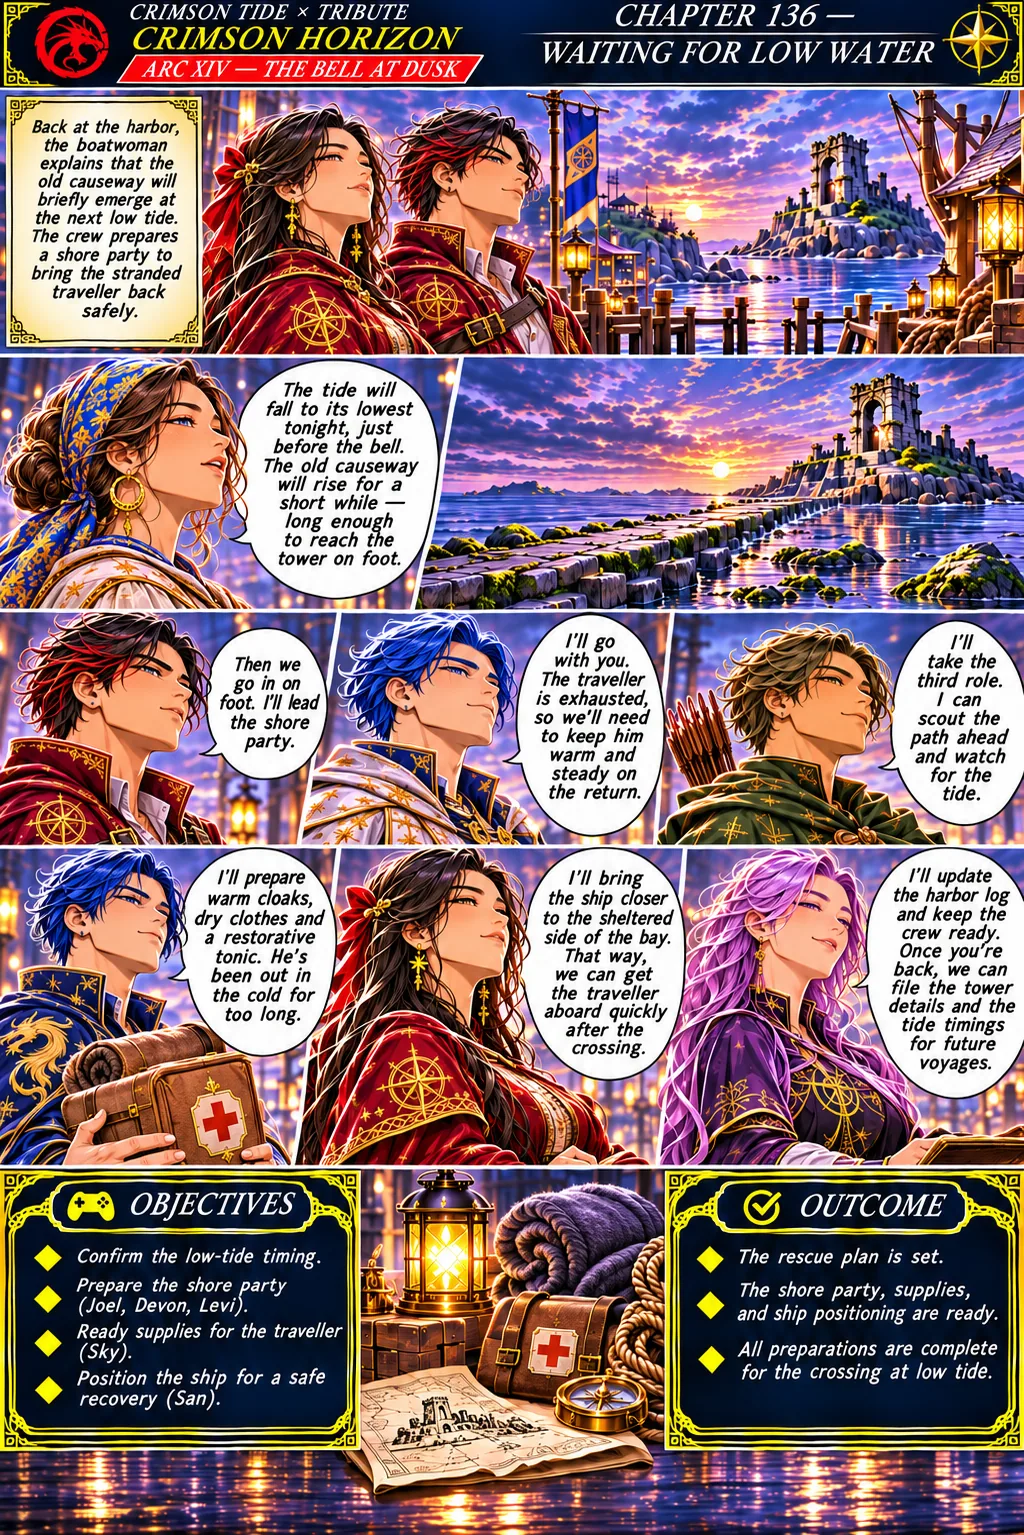 CRIMSON TIDE × TRIBUTE
CRIMSON HORIZON
ARC XIV — THE BELL AT DUSK
CHAPTER 136 —
WAITING FOR LOW WATER
Back at the harbor,
the boatwoman
explains that the
old causeway will
briefly emerge at
the next low tide.
The crew prepares
a shore party to
bring the stranded
traveller back
safely.
The tide will
fall to its lowest
tonight, just
before the bell.
The old causeway
will rise for a
short while —
long enough
to reach the
tower on foot.
Then we
go in on
foot. I'll lead
the shore
party.
I'll go
with you.
The traveller
is exhausted,
so we'll need
to keep him
warm and
steady on
the return.
I'll
take the
third role.
I can
scout the
path ahead
and watch
for the
tide.
I'll prepare
warm cloaks,
dry clothes and
a restorative
tonic. He's
been out in
the cold for
too long.
I'll bring
the ship closer
to the sheltered
side of the bay.
That way,
we can get
the traveller
aboard quickly
after the
crossing.
I'll update
the harbor log
and keep the
crew ready.
Once you're
back, we can
file the tower
details and the
tide timings
for future
voyages.
OBJECTIVES
Confirm the low-tide timing.
Prepare the shore party
(Joel, Devon, Levi).
Ready supplies for the traveller
(Sky).
Position the ship for a safe
recovery (San).
OUTCOME
The rescue plan is set.
The shore party, supplies,
and ship positioning are ready.
All preparations are complete
for the crossing at low tide.